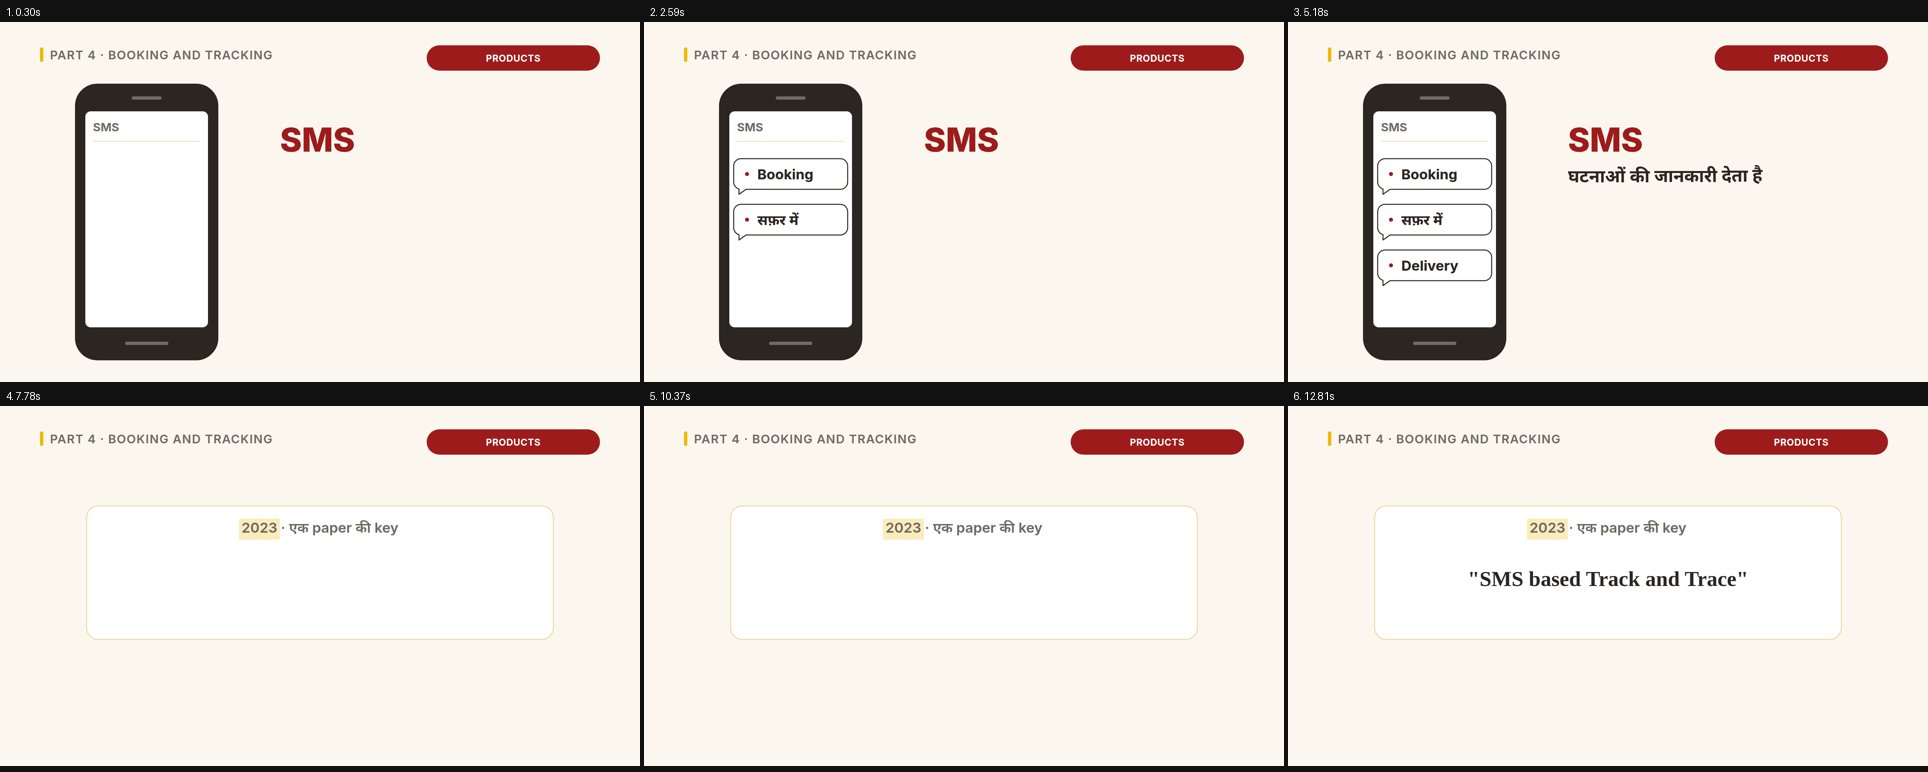 1. 0.30s
PART 4 · BOOKING AND TRACKING
PRODUCTS
SMS
SMS
2. 2.59s
PART 4 · BOOKING AND TRACKING
PRODUCTS
SMS
• Booking
• सफ़र में
SMS
3. 5.18s
PART 4 · BOOKING AND TRACKING
PRODUCTS
SMS
• Booking
• सफ़र में
• Delivery
SMS
घटनाओं की जानकारी देता है
4. 7.78s
PART 4 · BOOKING AND TRACKING
PRODUCTS
2023 · एक paper की key
5. 10.37s
PART 4 · BOOKING AND TRACKING
PRODUCTS
2023 · एक paper की key
6. 12.81s
PART 4 · BOOKING AND TRACKING
PRODUCTS
2023 · एक paper की key
"SMS based Track and Trace"